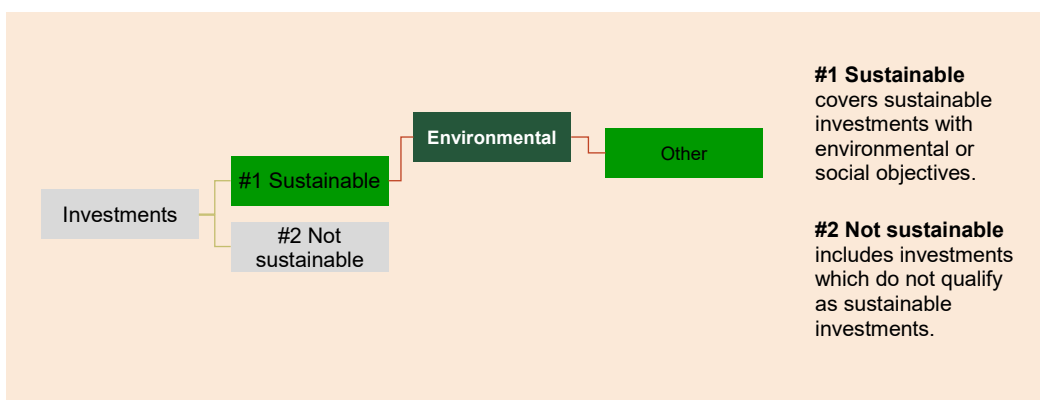 Investments
#1 Sustainable
#2 Not
sustainable
Environmental
Other
#1 Sustainable
covers sustainable
investments with
environmental or
social objectives.
#2 Not sustainable
includes investments
which do not qualify
as sustainable
investments.